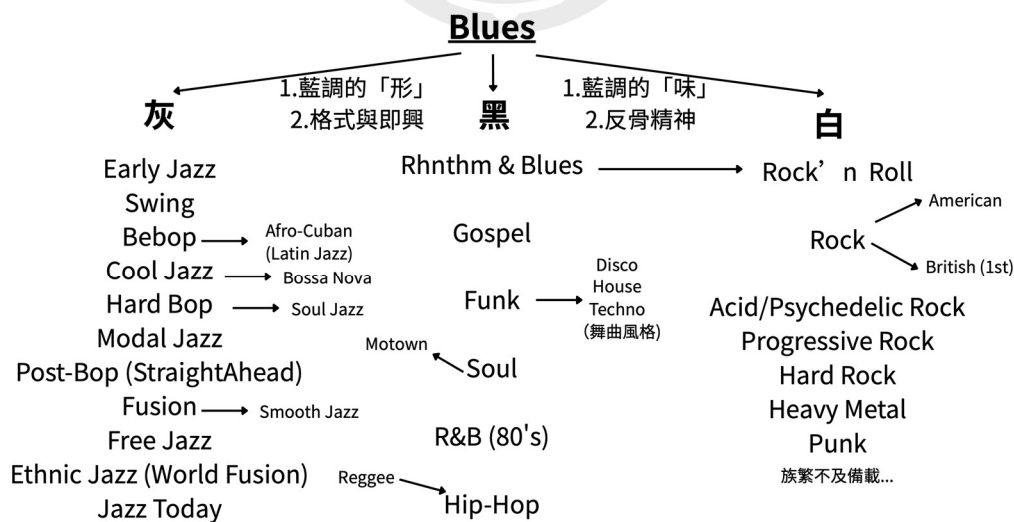 Blues
1.藍調的「形」
2.格式與即興
1.藍調的「味」
2.反骨精神
灰
Early Jazz
Swing
Bebop
Afro-Cuban
(Latin Jazz)
Cool Jazz
Bossa Nova
Hard Bop
Soul Jazz
Modal Jazz
Post-Bop (StraightAhead)
Fusion
Smooth Jazz
Free Jazz
Ethnic Jazz (World Fusion)
Jazz Today
黑
Rhnthm & Blues
Gospel
Funk
Disco
House
Techno
(舞曲風格)
Motown
Soul
R&B (80's)
Reggee
Hip-Hop
白
Rock’ n Roll
American
Rock
British (1st)
Acid/Psychedelic Rock
Progressive Rock
Hard Rock
Heavy Metal
Punk
族繁不及備載...